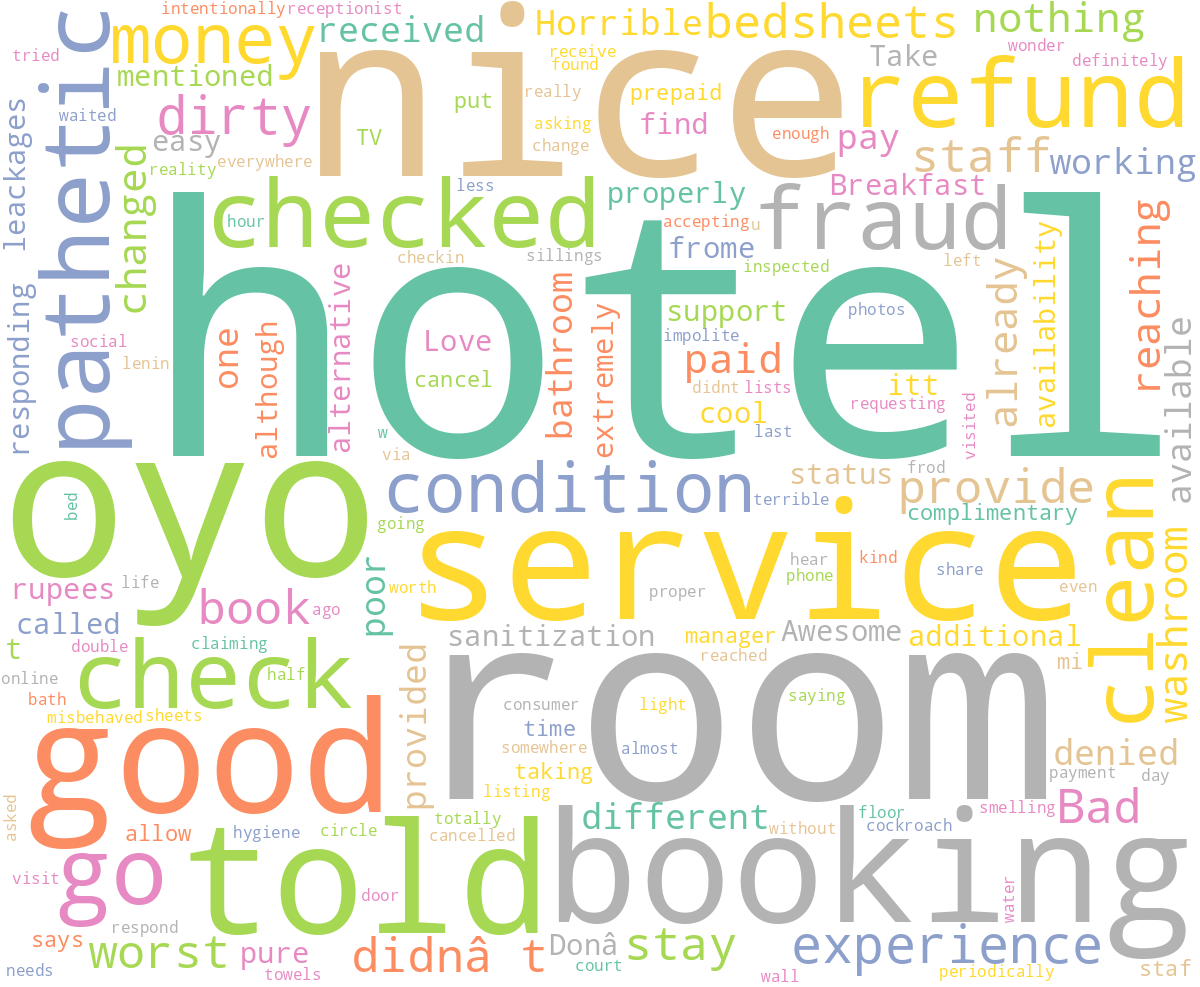 intentionally
receptionist
money
received
Horrible
bedsheets
nothing
tried
pathetic
nice
receive
found
wonder
definitely
Take
refund
mentioned
waited
dirty
put
really
prepaid
TV
asking
find
enough
pay
easy
change
staff
working
reality
everywhere
leackages
changed
checked
less
properly
Breakfast
hour
accepting
u
fraud
reaching
hotel
frome
checkin
sillings
inspected
left
availability
already
responding
alternative
bathroom
extremely
support
photos
social
one
although
Love
impolite
available
lenin
paid
cancel
didnt
lists
itt
requesting
cool
visited
w
last
via
oyo
condition
status
frod
provide
bed
terrible
complimentary
clean
going
service
washroom
poor
hear
kind
life
phone
share
rupees
worth
proper
even
book
ago
called
sanitization
manager
Awesome
additional
t
double
claiming
reached
mi
check
half
provided
room
online
bath
consumer
light
saying
misbehaved
sheets
time
good
somewhere
almost
denied
taking
payment
day
listing
smelling
Bad
asked
allow
hygiene
circle
totally
cancelled
different
without
floor
cockroach
told
booking
go
visit
door
water
respond
says
worst
pure
didnâ t
Donâ
stay
experience
needs
towels
court
wall
periodically
staf